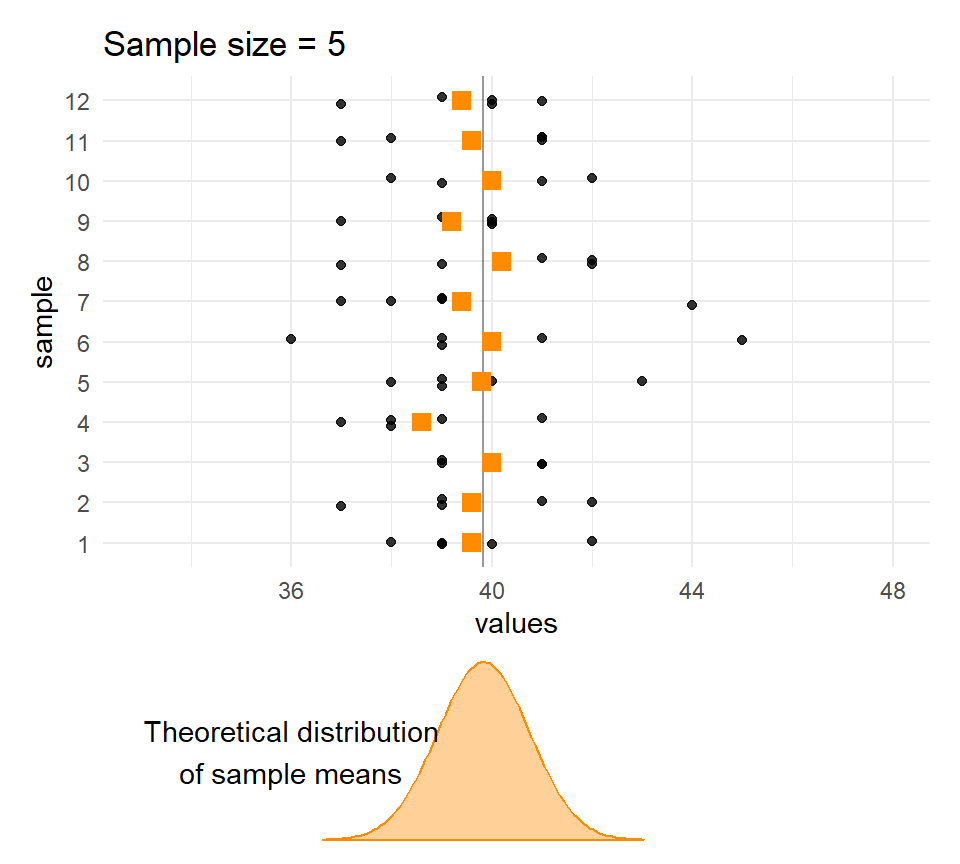 Sample size = 5
sample
12
11
10
9
8
7
6
5
4
3
2
1
36 40 44 48
values
Theoretical distribution
of sample means